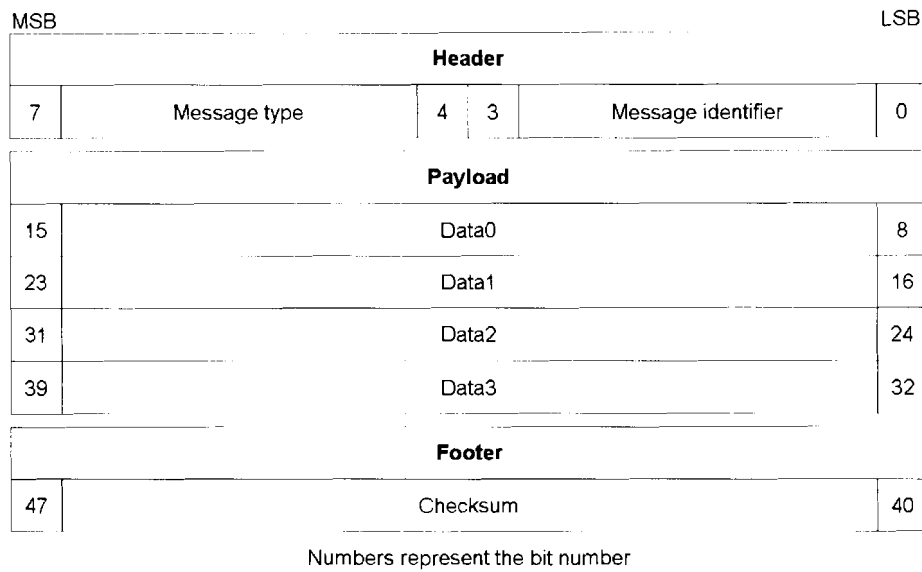 MSB LSB
Header
7 Message type 4 3 Message identifier 0
Payload
15 Data0 8
23 Data1 16
31 Data2 24
39 Data3 32
Footer
47 Checksum 40
Numbers represent the bit number